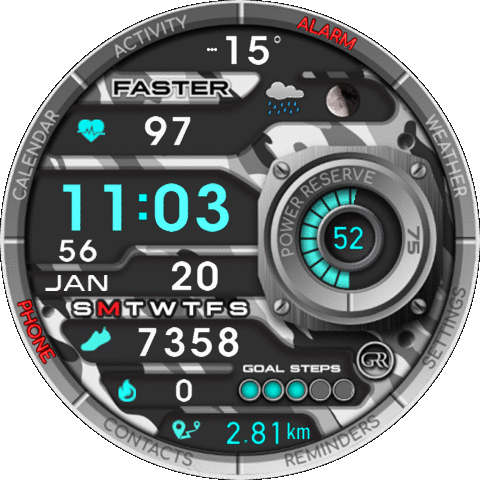 ACTIVITY
ALARM
-15°
FASTER
97
CALENDAR
WEATHER
POWER RESERVE
11:03
52
75
56
JAN 20
SMTWTFS
PHONE
7358
SETTINGS
GOAL STEPS
GR
0
2.81km
CONTACTS
REMINDERS